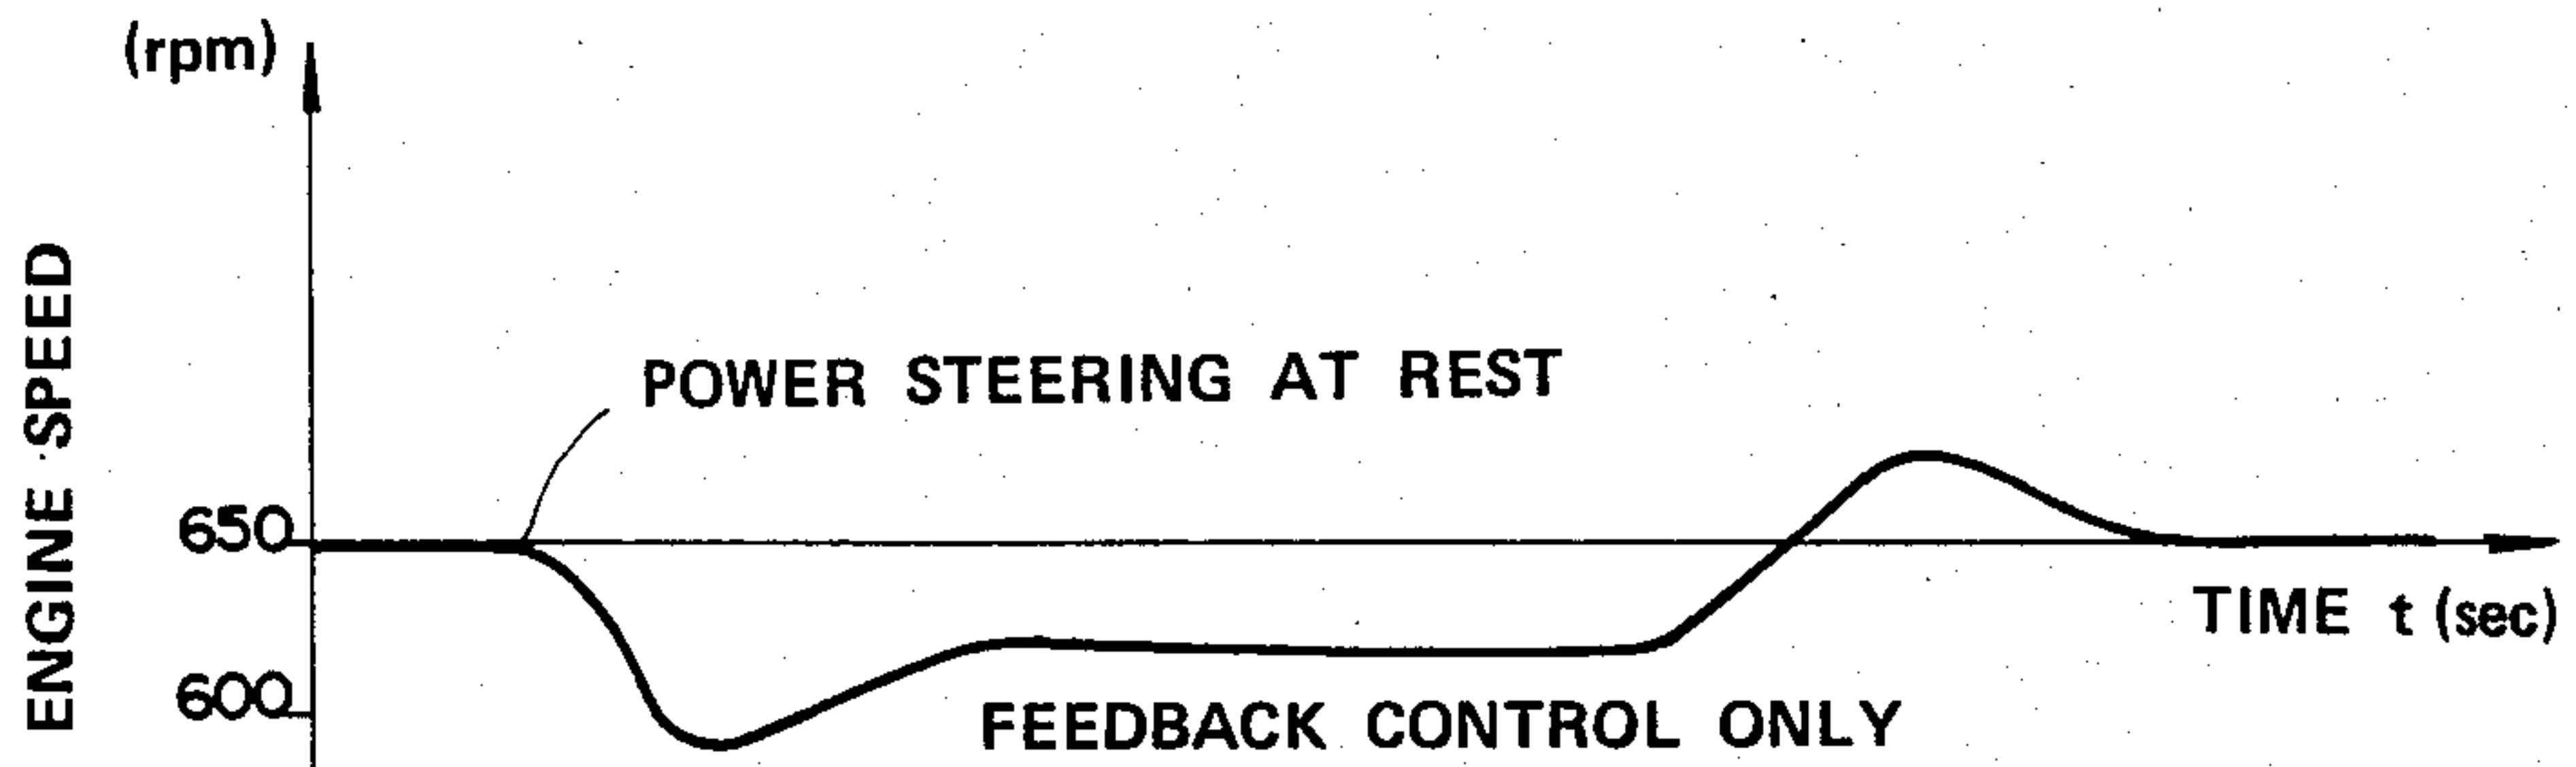 (rpm)
ENGINE SPEED
POWER STEERING AT REST
650
TIME t (sec)
600
FEEDBACK CONTROL ONLY